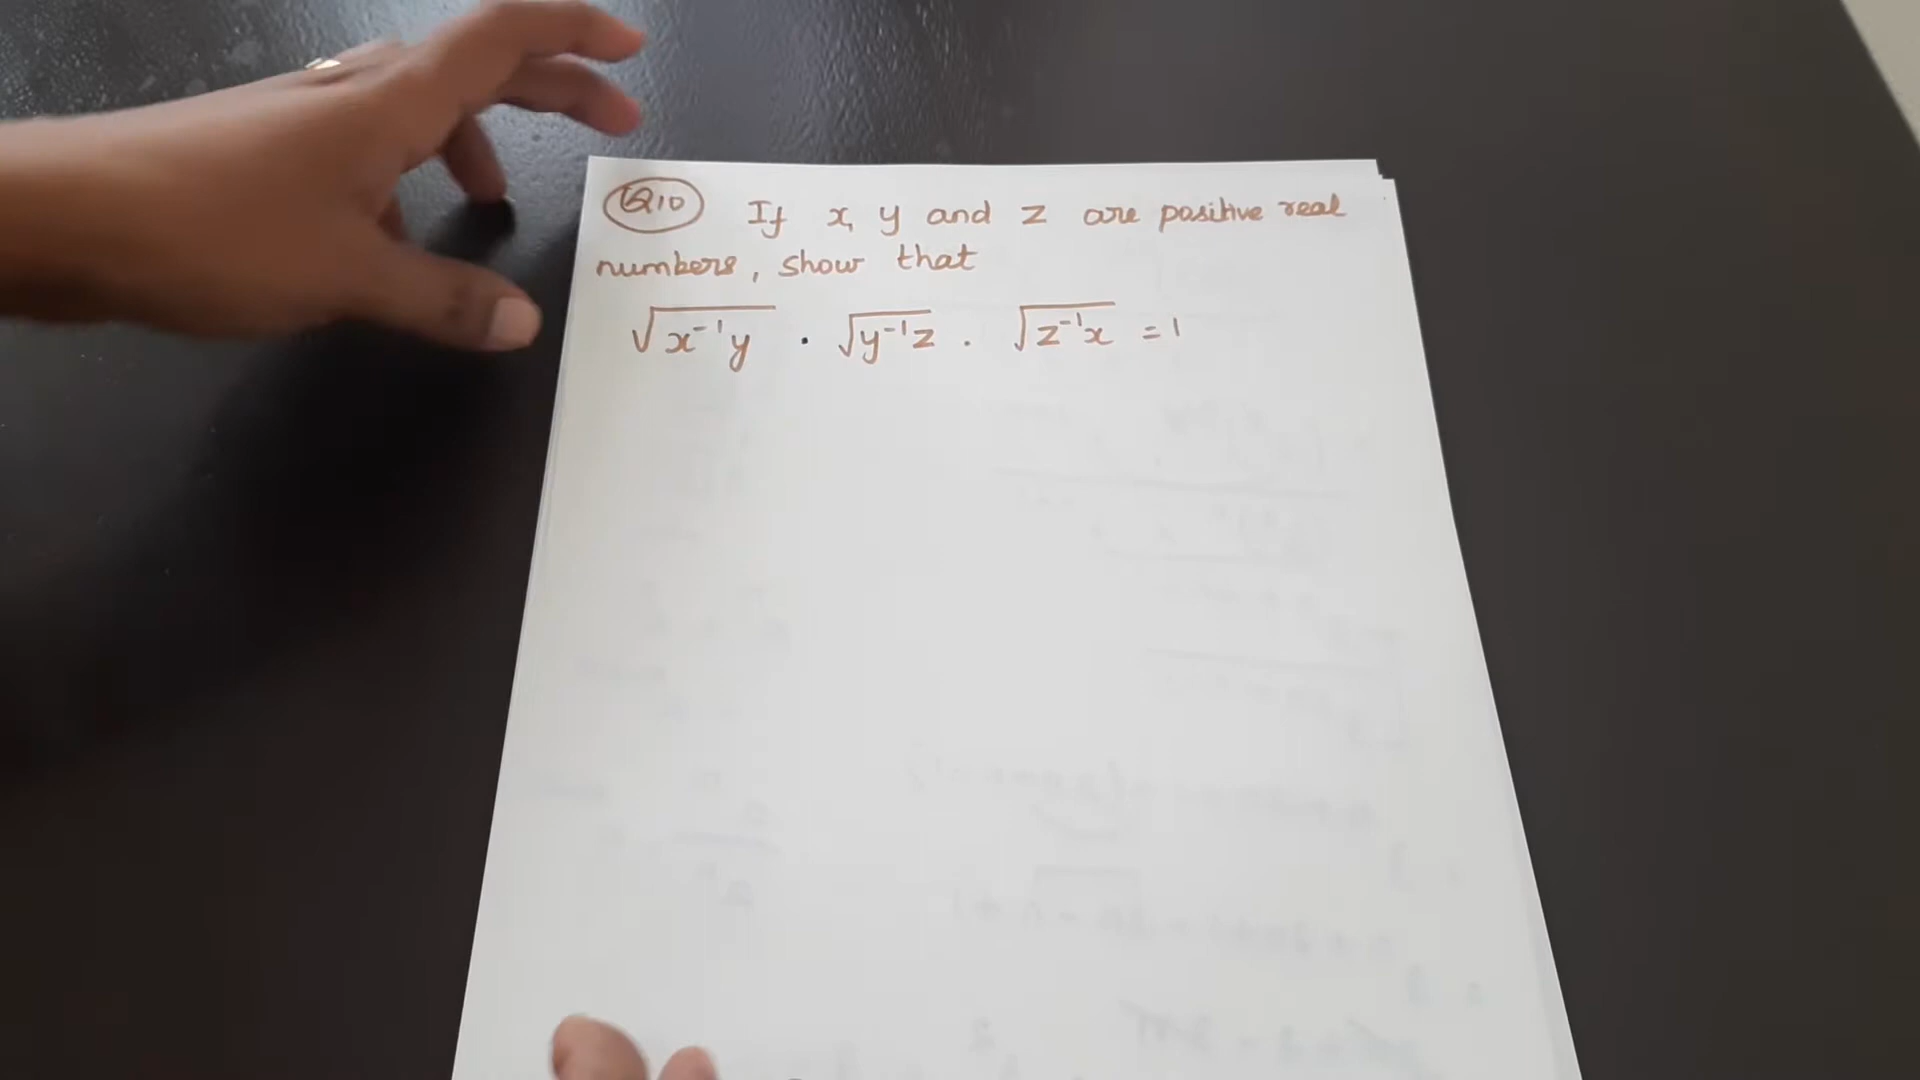 Q10 If x, y and z are positive real
numbers, show that
√(x⁻¹y) · √(y⁻¹z) · √(z⁻¹x) = 1